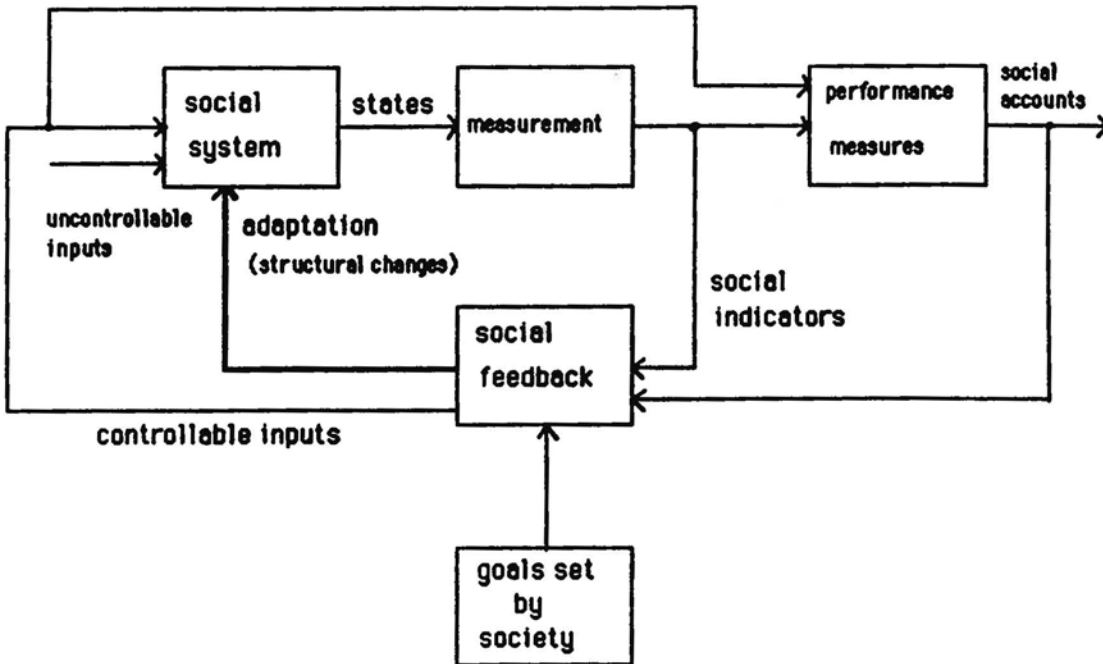 social
system
states
measurement
performance
measures
social
accounts
uncontrollable
inputs
adaptation
(structural changes)
social
indicators
social
feedback
controllable inputs
goals set
by
society